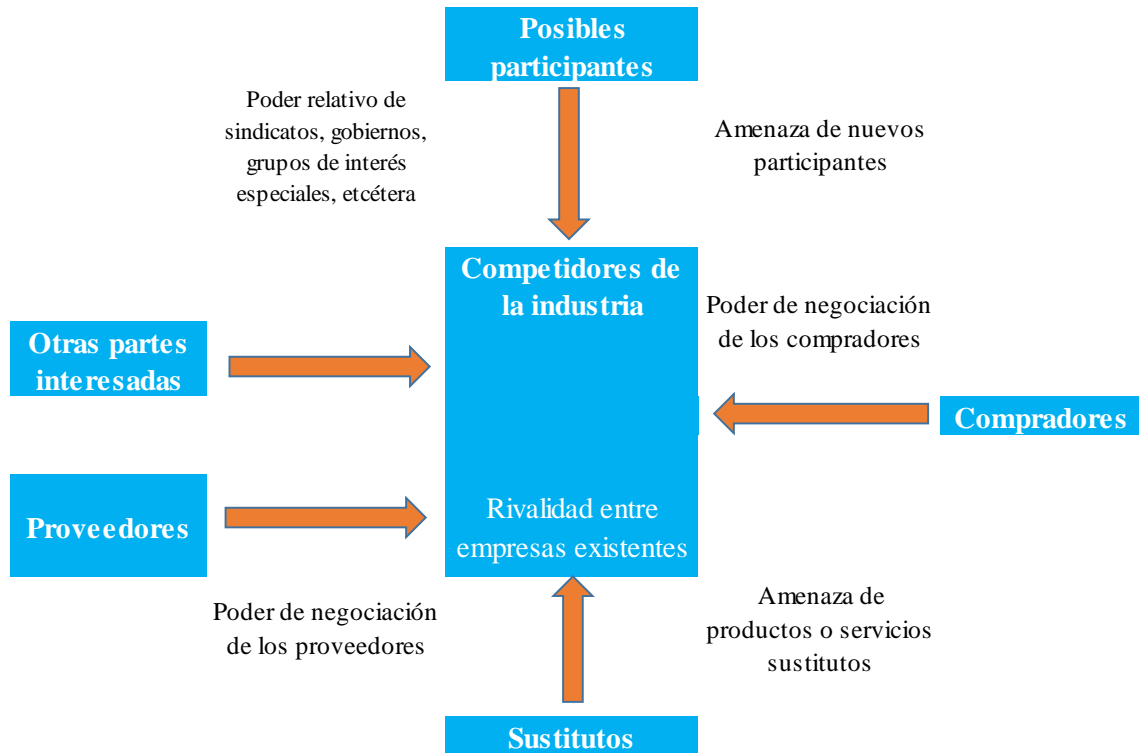 Posibles
participantes
Poder relativo de
sindicatos, gobiernos,
grupos de interés
especiales, etcétera
Amenaza de nuevos
participantes
Competidores de
la industria
Poder de negociación
de los compradores
Otras partes
interesadas
Compradores
Proveedores
Rivalidad entre
empresas existentes
Poder de negociación
de los proveedores
Amenaza de
productos o servicios
sustitutos
Sustitutos